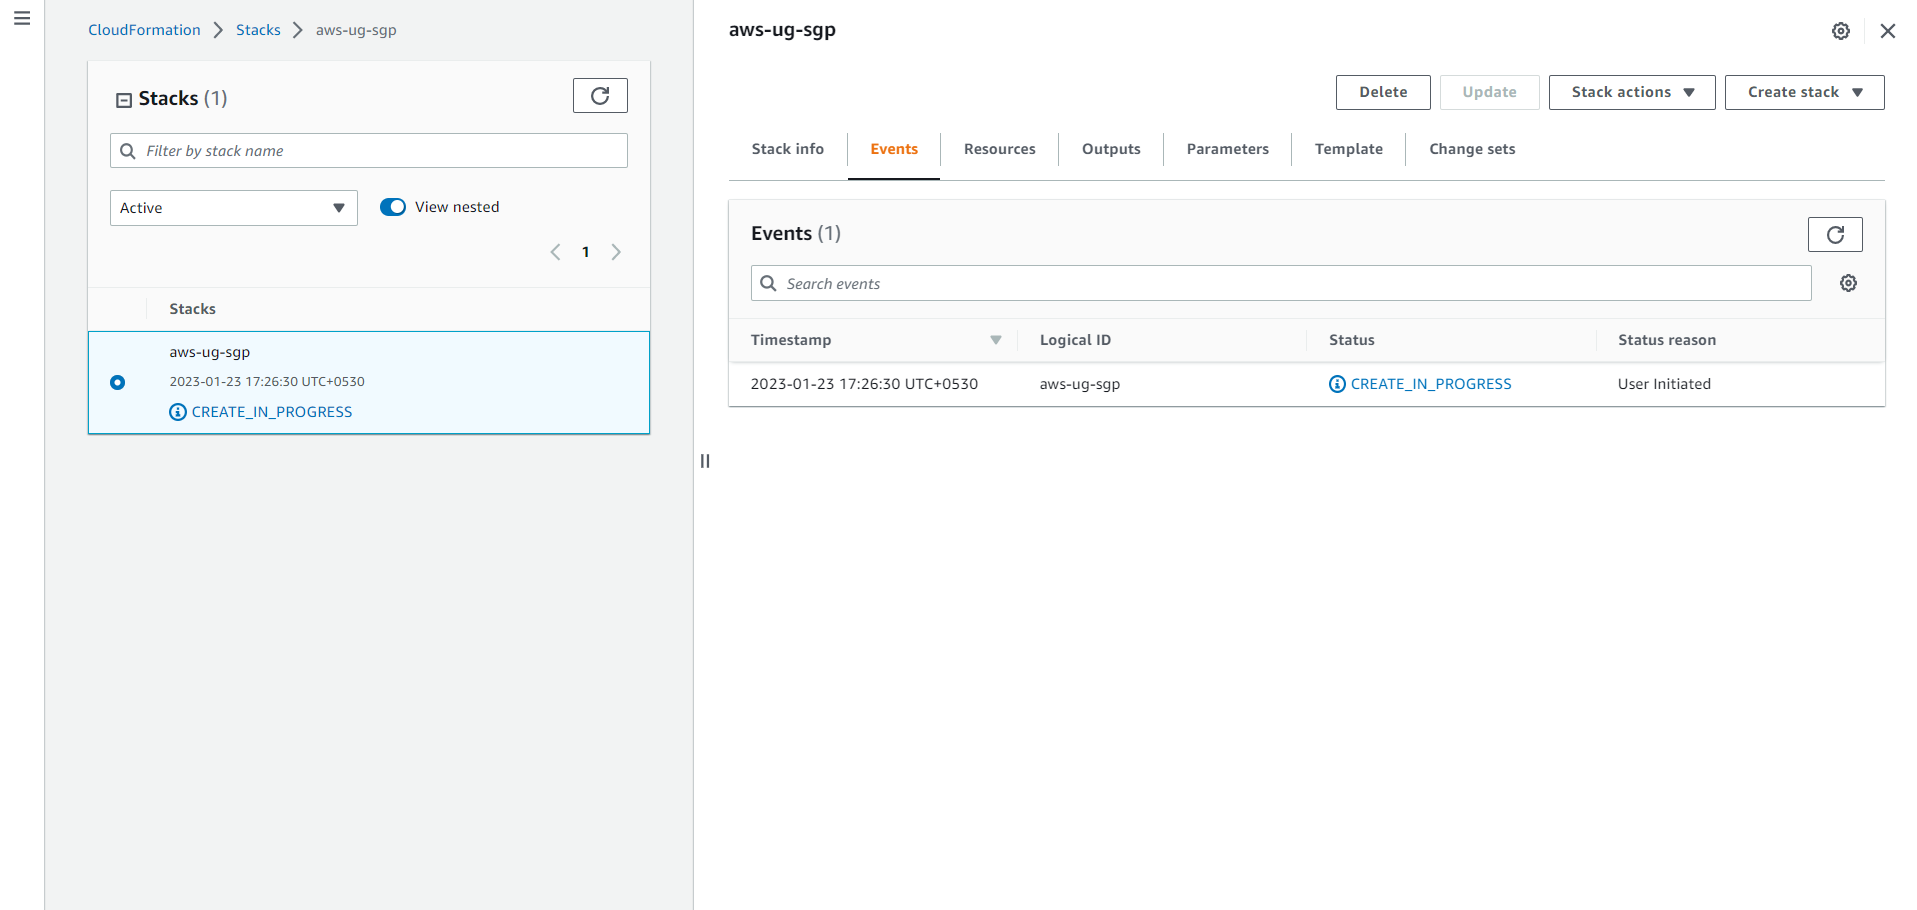 CloudFormation > Stacks > aws-ug-sgp
Stacks (1)
Filter by stack name
Active
View nested
1
Stacks
aws-ug-sgp
2023-01-23 17:26:30 UTC+0530
CREATE_IN_PROGRESS
aws-ug-sgp
Delete Update Stack actions Create stack
Stack info Events Resources Outputs Parameters Template Change sets
Events (1)
Search events
Timestamp Logical ID Status Status reason
2023-01-23 17:26:30 UTC+0530 aws-ug-sgp CREATE_IN_PROGRESS User Initiated